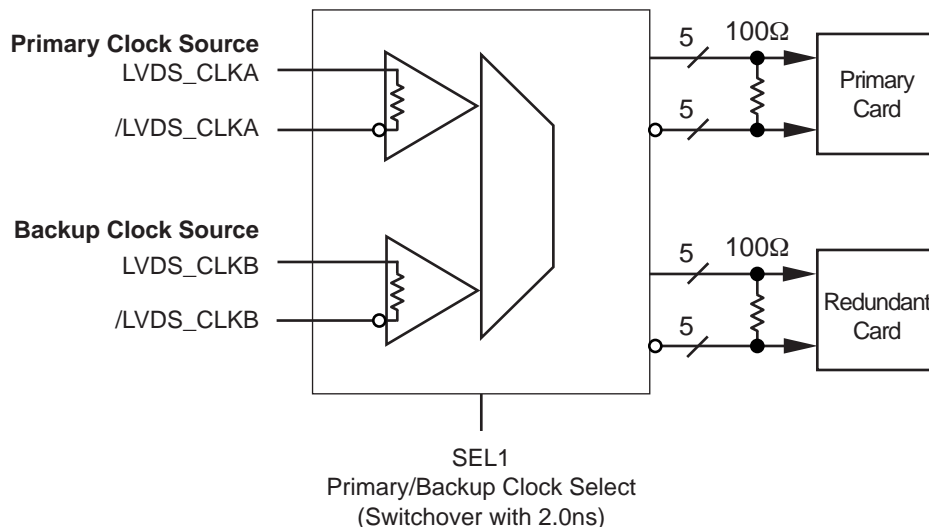 Primary Clock Source
LVDS_CLKA
/LVDS_CLKA
Backup Clock Source
LVDS_CLKB
/LVDS_CLKB
5
100Ω
5
Primary
Card
5
100Ω
5
Redundant
Card
SEL1
Primary/Backup Clock Select
(Switchover with 2.0ns)